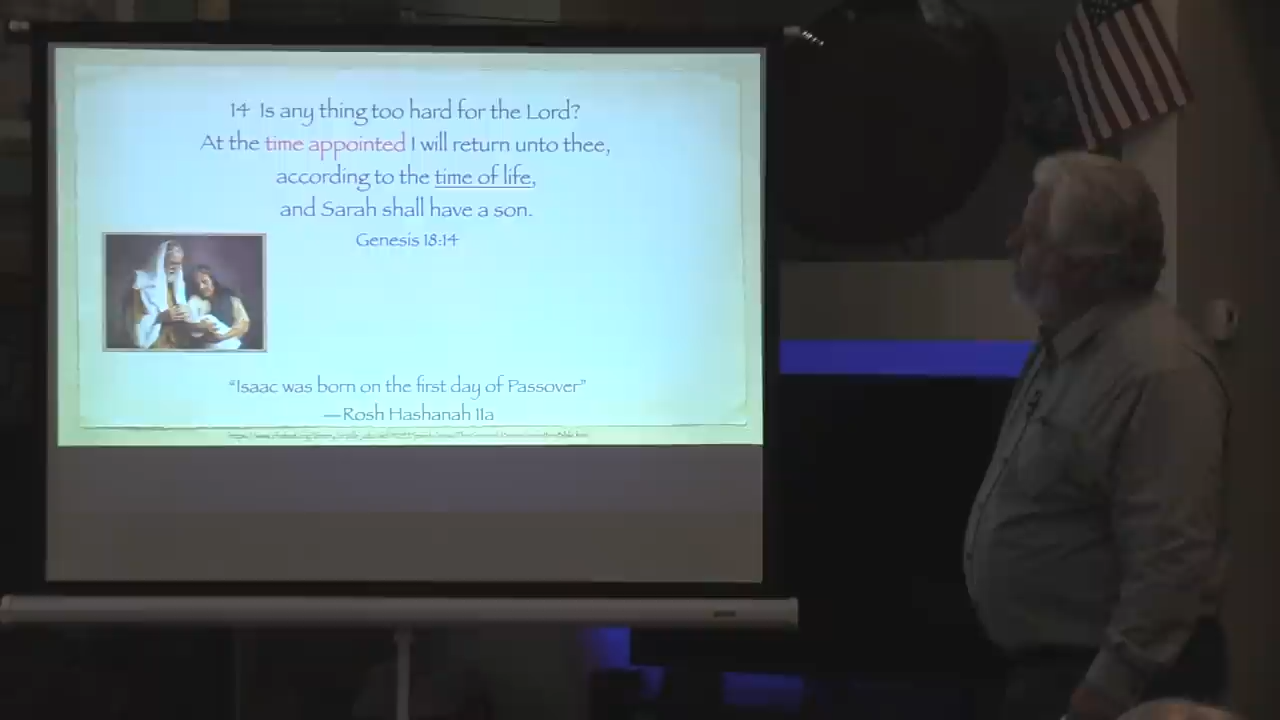 14 Is any thing too hard for the Lord?
At the time appointed I will return unto thee,
according to the time of life,
and Sarah shall have a son.
Genesis 18:14
“Isaac was born on the first day of Passover”
—Rosh Hashanah 11a